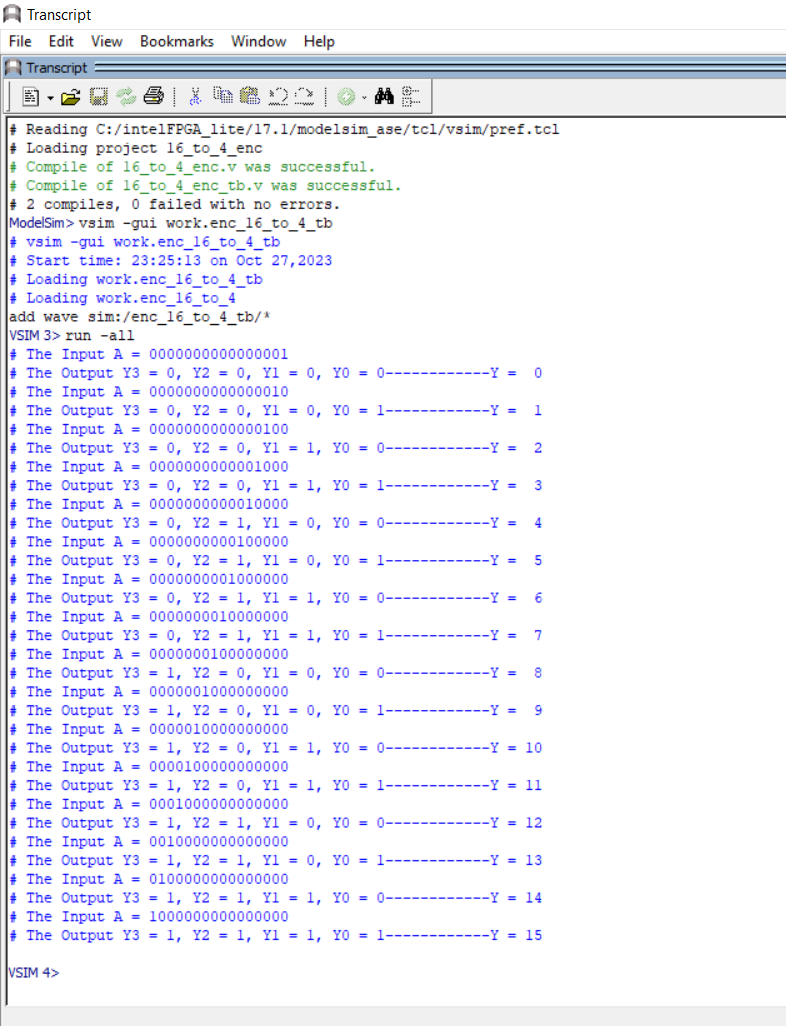 Transcript
File Edit View Bookmarks Window Help
Transcript
# Reading C:/intelFPGA_lite/17.1/modelsim_ase/tcl/vsim/pref.tcl
# Loading project 16_to_4_enc
# Compile of 16_to_4_enc.v was successful.
# Compile of 16_to_4_enc_tb.v was successful.
# 2 compiles, 0 failed with no errors.
ModelSim> vsim -gui work.enc_16_to_4_tb
# vsim -gui work.enc_16_to_4_tb
# Start time: 23:25:13 on Oct 27,2023
# Loading work.enc_16_to_4_tb
# Loading work.enc_16_to_4
add wave sim:/enc_16_to_4_tb/*
VSIM 3> run -all
# The Input A = 0000000000000001
# The Output Y3 = 0, Y2 = 0, Y1 = 0, Y0 = 0------------Y =  0
# The Input A = 0000000000000010
# The Output Y3 = 0, Y2 = 0, Y1 = 0, Y0 = 1------------Y =  1
# The Input A = 0000000000000100
# The Output Y3 = 0, Y2 = 0, Y1 = 1, Y0 = 0------------Y =  2
# The Input A = 0000000000001000
# The Output Y3 = 0, Y2 = 0, Y1 = 1, Y0 = 1------------Y =  3
# The Input A = 0000000000010000
# The Output Y3 = 0, Y2 = 1, Y1 = 0, Y0 = 0------------Y =  4
# The Input A = 0000000000100000
# The Output Y3 = 0, Y2 = 1, Y1 = 0, Y0 = 1------------Y =  5
# The Input A = 0000000001000000
# The Output Y3 = 0, Y2 = 1, Y1 = 1, Y0 = 0------------Y =  6
# The Input A = 0000000010000000
# The Output Y3 = 0, Y2 = 1, Y1 = 1, Y0 = 1------------Y =  7
# The Input A = 0000000100000000
# The Output Y3 = 1, Y2 = 0, Y1 = 0, Y0 = 0------------Y =  8
# The Input A = 0000001000000000
# The Output Y3 = 1, Y2 = 0, Y1 = 0, Y0 = 1------------Y =  9
# The Input A = 0000010000000000
# The Output Y3 = 1, Y2 = 0, Y1 = 1, Y0 = 0------------Y = 10
# The Input A = 0000100000000000
# The Output Y3 = 1, Y2 = 0, Y1 = 1, Y0 = 1------------Y = 11
# The Input A = 0001000000000000
# The Output Y3 = 1, Y2 = 1, Y1 = 0, Y0 = 0------------Y = 12
# The Input A = 0010000000000000
# The Output Y3 = 1, Y2 = 1, Y1 = 0, Y0 = 1------------Y = 13
# The Input A = 0100000000000000
# The Output Y3 = 1, Y2 = 1, Y1 = 1, Y0 = 0------------Y = 14
# The Input A = 1000000000000000
# The Output Y3 = 1, Y2 = 1, Y1 = 1, Y0 = 1------------Y = 15
VSIM 4>